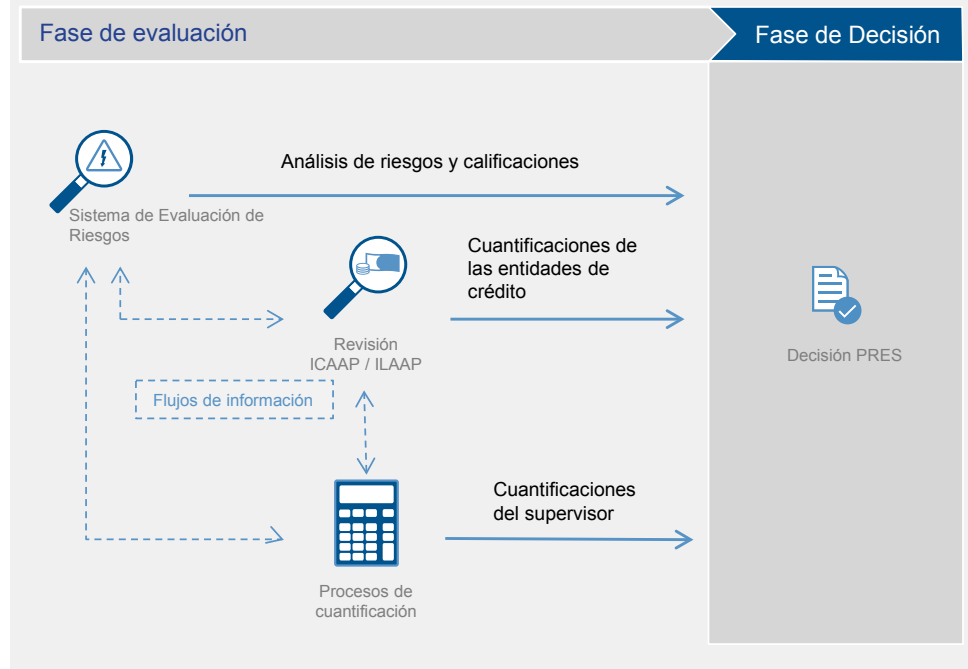 Fase de evaluación
Fase de Decisión
Análisis de riesgos y calificaciones
Sistema de Evaluación de
Riesgos
Cuantificaciones de
las entidades de
crédito
Revisión
ICAAP / ILAAP
Decisión PRES
Flujos de información
Cuantificaciones
del supervisor
Procesos de
cuantificación